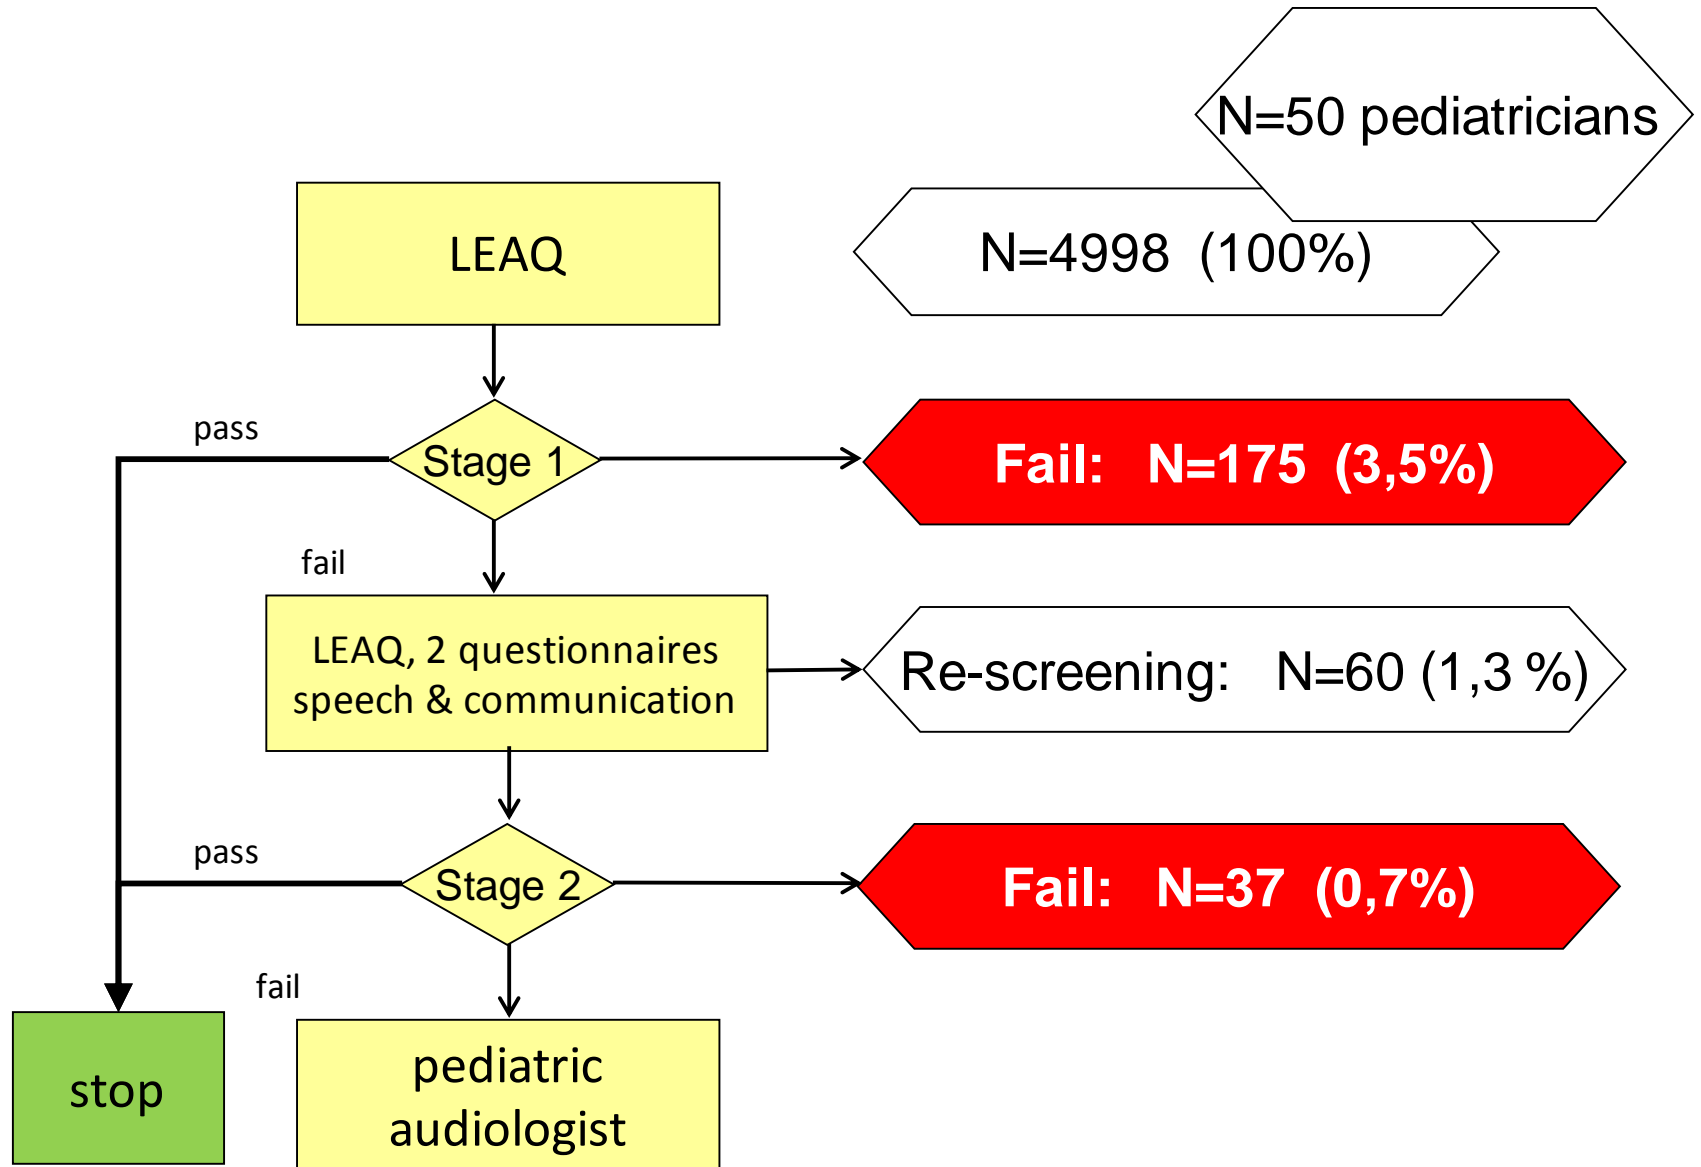 N=50 pediatricians
LEAQ
N=4998 (100%)
pass
Stage 1
Fail: N=175 (3,5%)
fail
LEAQ, 2 questionnaires
speech & communication
Re-screening: N=60 (1,3 %)
pass
Stage 2
Fail: N=37 (0,7%)
fail
stop
pediatric
audiologist